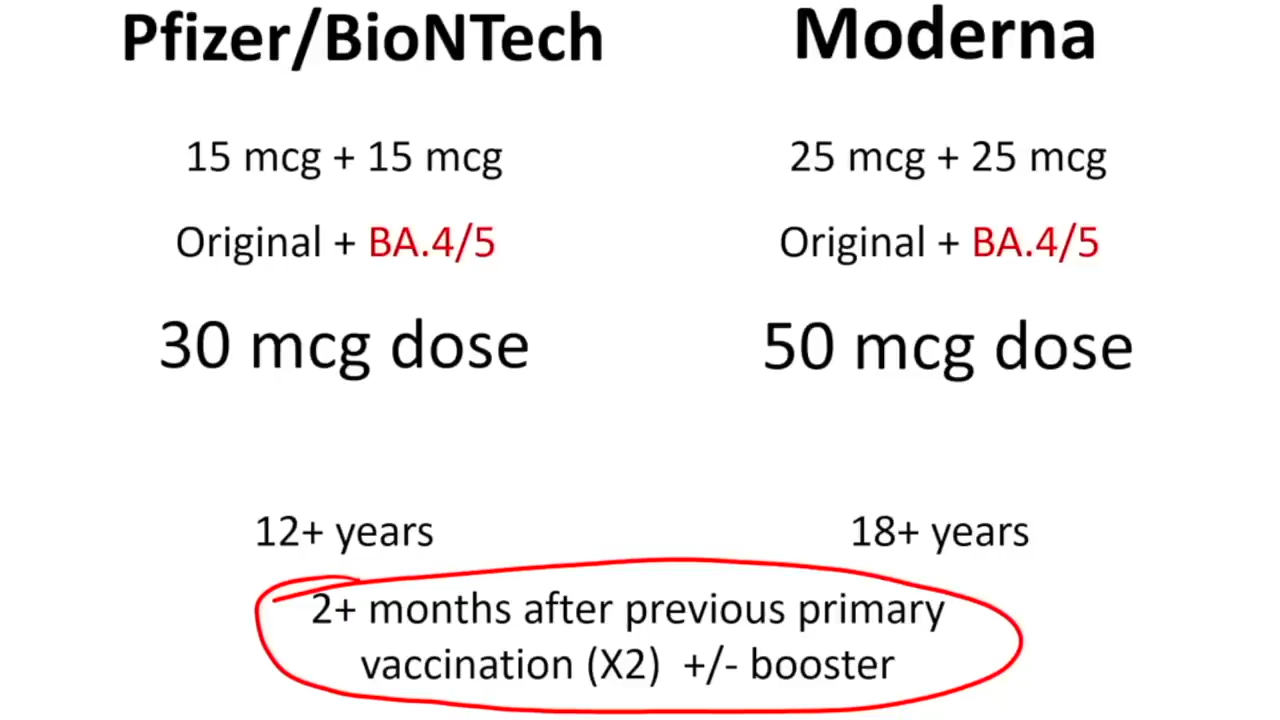 Pfizer/BioNTech
15 mcg + 15 mcg
Original + BA.4/5
30 mcg dose
12+ years
Moderna
25 mcg + 25 mcg
Original + BA.4/5
50 mcg dose
18+ years
2+ months after previous primary
vaccination (X2) +/- booster